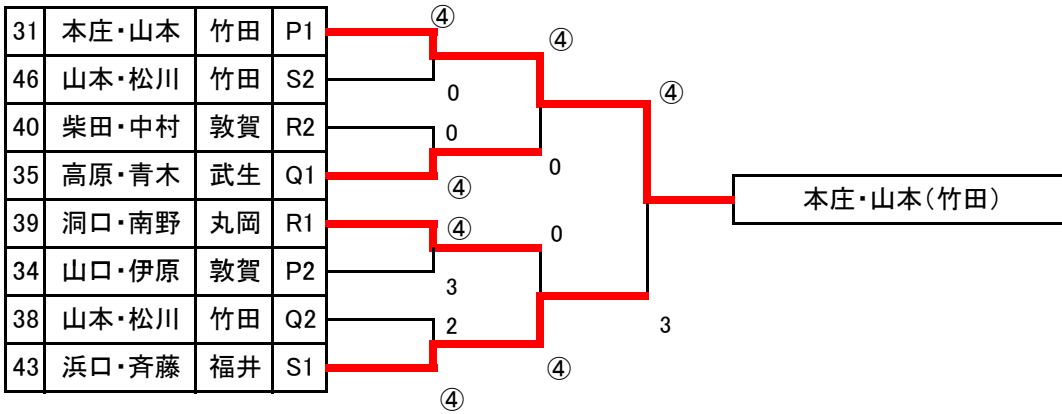 31 本庄・山本 竹田 P1
④
④
46 山本・松川 竹田 S2
0
④
40 柴田・中村 敦賀 R2
0
0
35 高原・青木 武生 Q1
④
本庄・山本(竹田)
39 洞口・南野 丸岡 R1
④
0
34 山口・伊原 敦賀 P2
3
38 山本・松川 竹田 Q2
2
3
43 浜口・斉藤 福井 S1
④
④